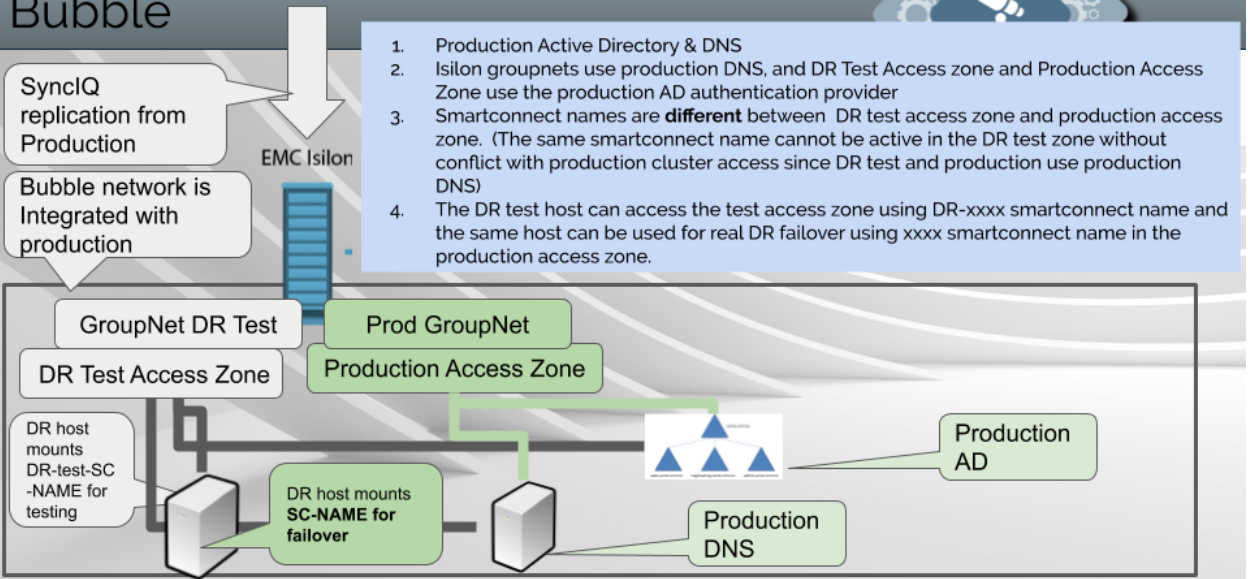 Bubble
1. Production Active Directory & DNS
2. Isilon groupnets use production DNS, and DR Test Access zone and Production Access
Zone use the production AD authentication provider
3. Smartconnect names are different between DR test access zone and production access
zone. (The same smartconnect name cannot be active in the DR test zone without
conflict with production cluster access since DR test and production use production
DNS)
4. The DR test host can access the test access zone using DR-xxxx smartconnect name and
the same host can be used for real DR failover using xxxx smartconnect name in the
production access zone.
SyncIQ
replication from
Production
EMC Isilon
Bubble network is
Integrated with
production
GroupNet DR Test
Prod GroupNet
DR Test Access Zone
Production Access Zone
DR host
mounts
DR-test-SC
-NAME for
testing
DR host mounts
SC-NAME for
failover
Production
AD
Production
DNS